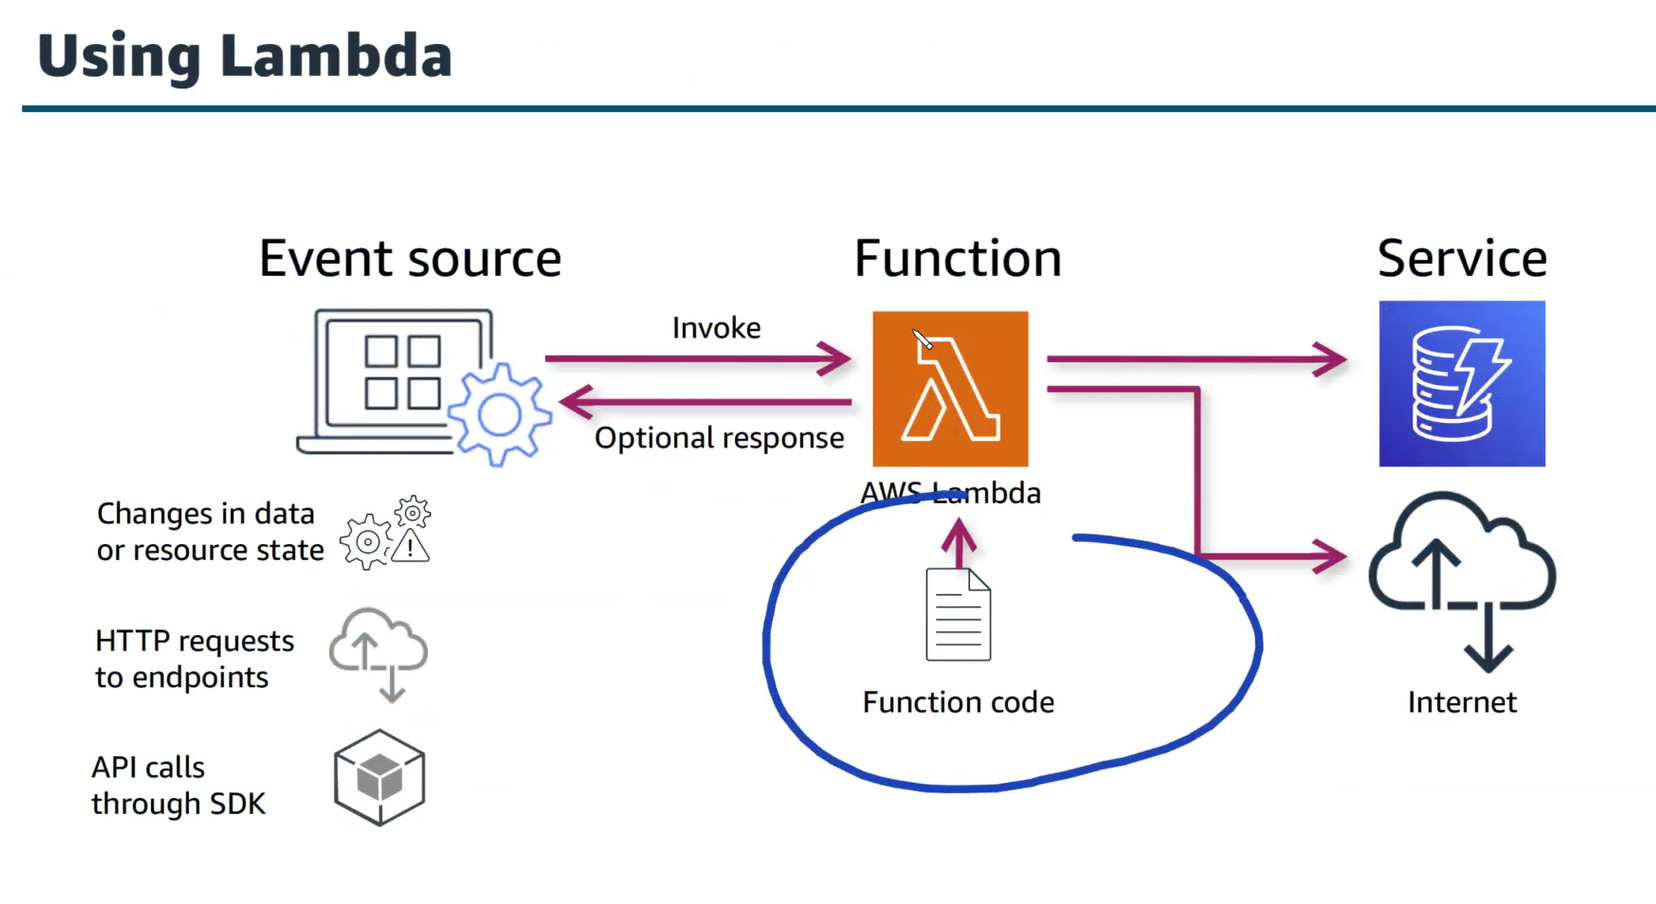 Using Lambda
Event source
Function
Service
Invoke
Optional response
AWS Lambda
Changes in data
or resource state
HTTP requests
to endpoints
API calls
through SDK
Function code
Internet